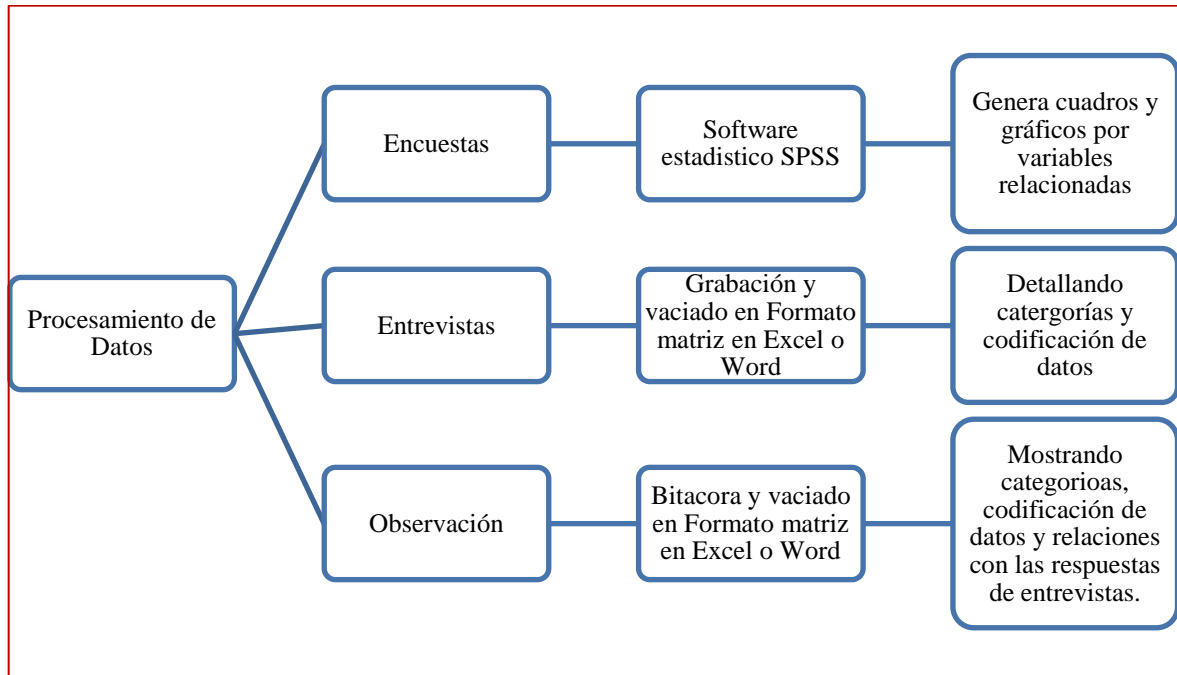 Procesamiento de
Datos
Encuestas
Software
estadistico SPSS
Genera cuadros y
gráficos por
variables
relacionadas
Entrevistas
Grabación y
vaciado en Formato
matriz en Excel o
Word
Detallando
catergorías y
codificación de
datos
Observación
Bitacora y vaciado
en Formato matriz
en Excel o Word
Mostrando
categorioas,
codificación de
datos y relaciones
con las respuestas
de entrevistas.